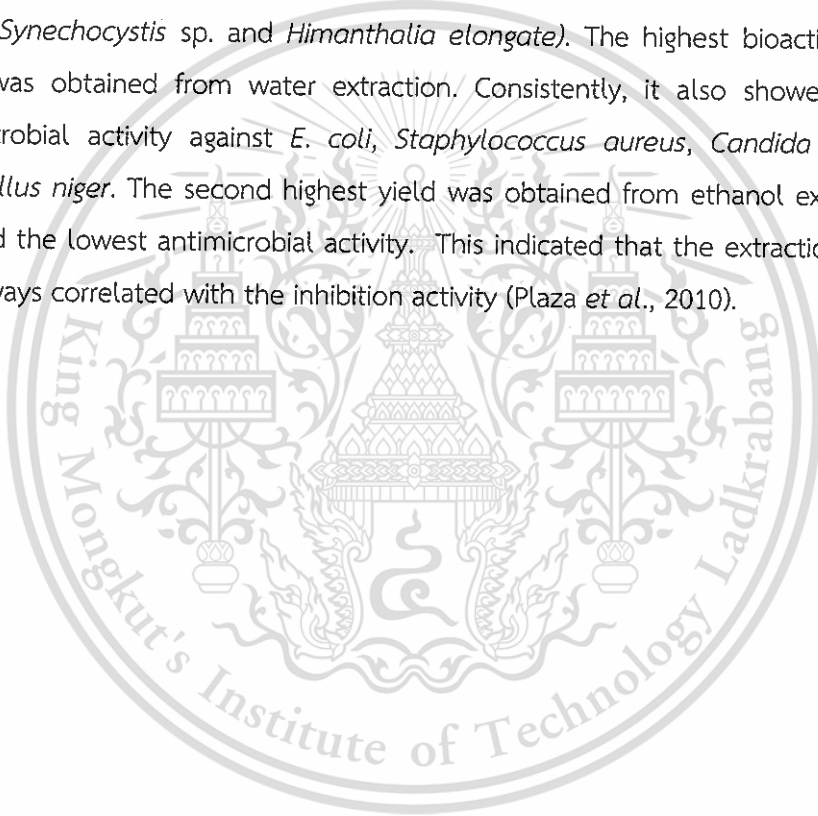 Synechocystis sp. and Himanthalia elongate). The highest bioacti
was obtained from water extraction. Consistently, it also showe
robial activity against E. coli, Staphylococcus aureus, Candida
llus niger. The second highest yield was obtained from ethanol ex
d the lowest antimicrobial activity. This indicated that the extractio
ways correlated with the inhibition activity (Plaza et al., 2010).
King Mongkut's Institute of Technology Ladkrabang